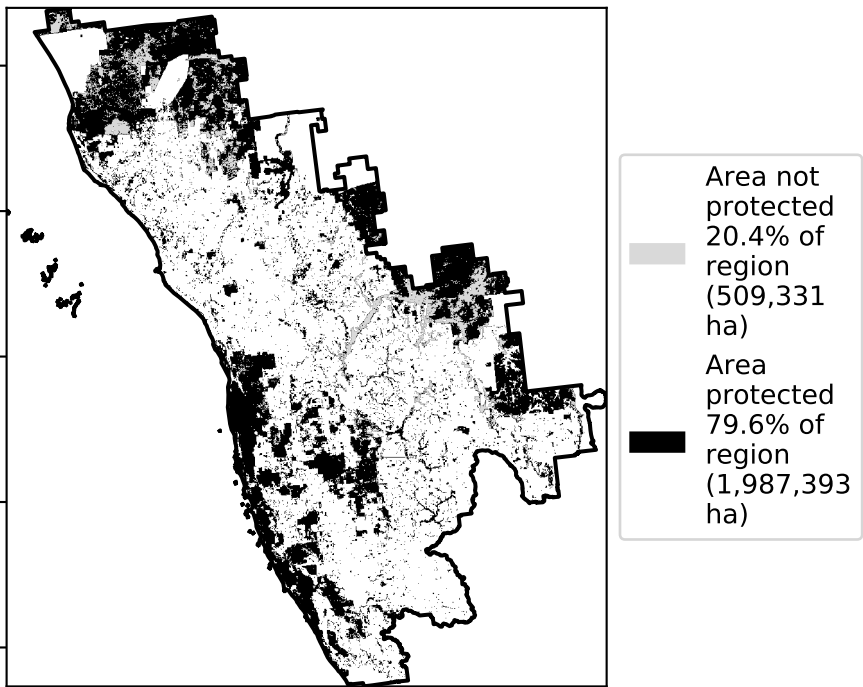 Area not
protected
20.4% of
region
(509,331
ha)
Area
protected
79.6% of
region
(1,987,393
ha)